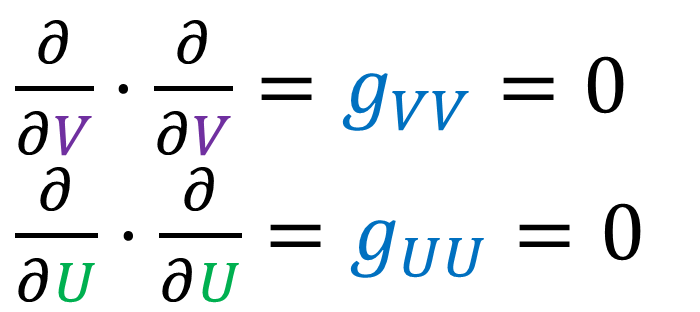 ∂/∂V · ∂/∂V = g_VV = 0
∂/∂U · ∂/∂U = g_UU = 0